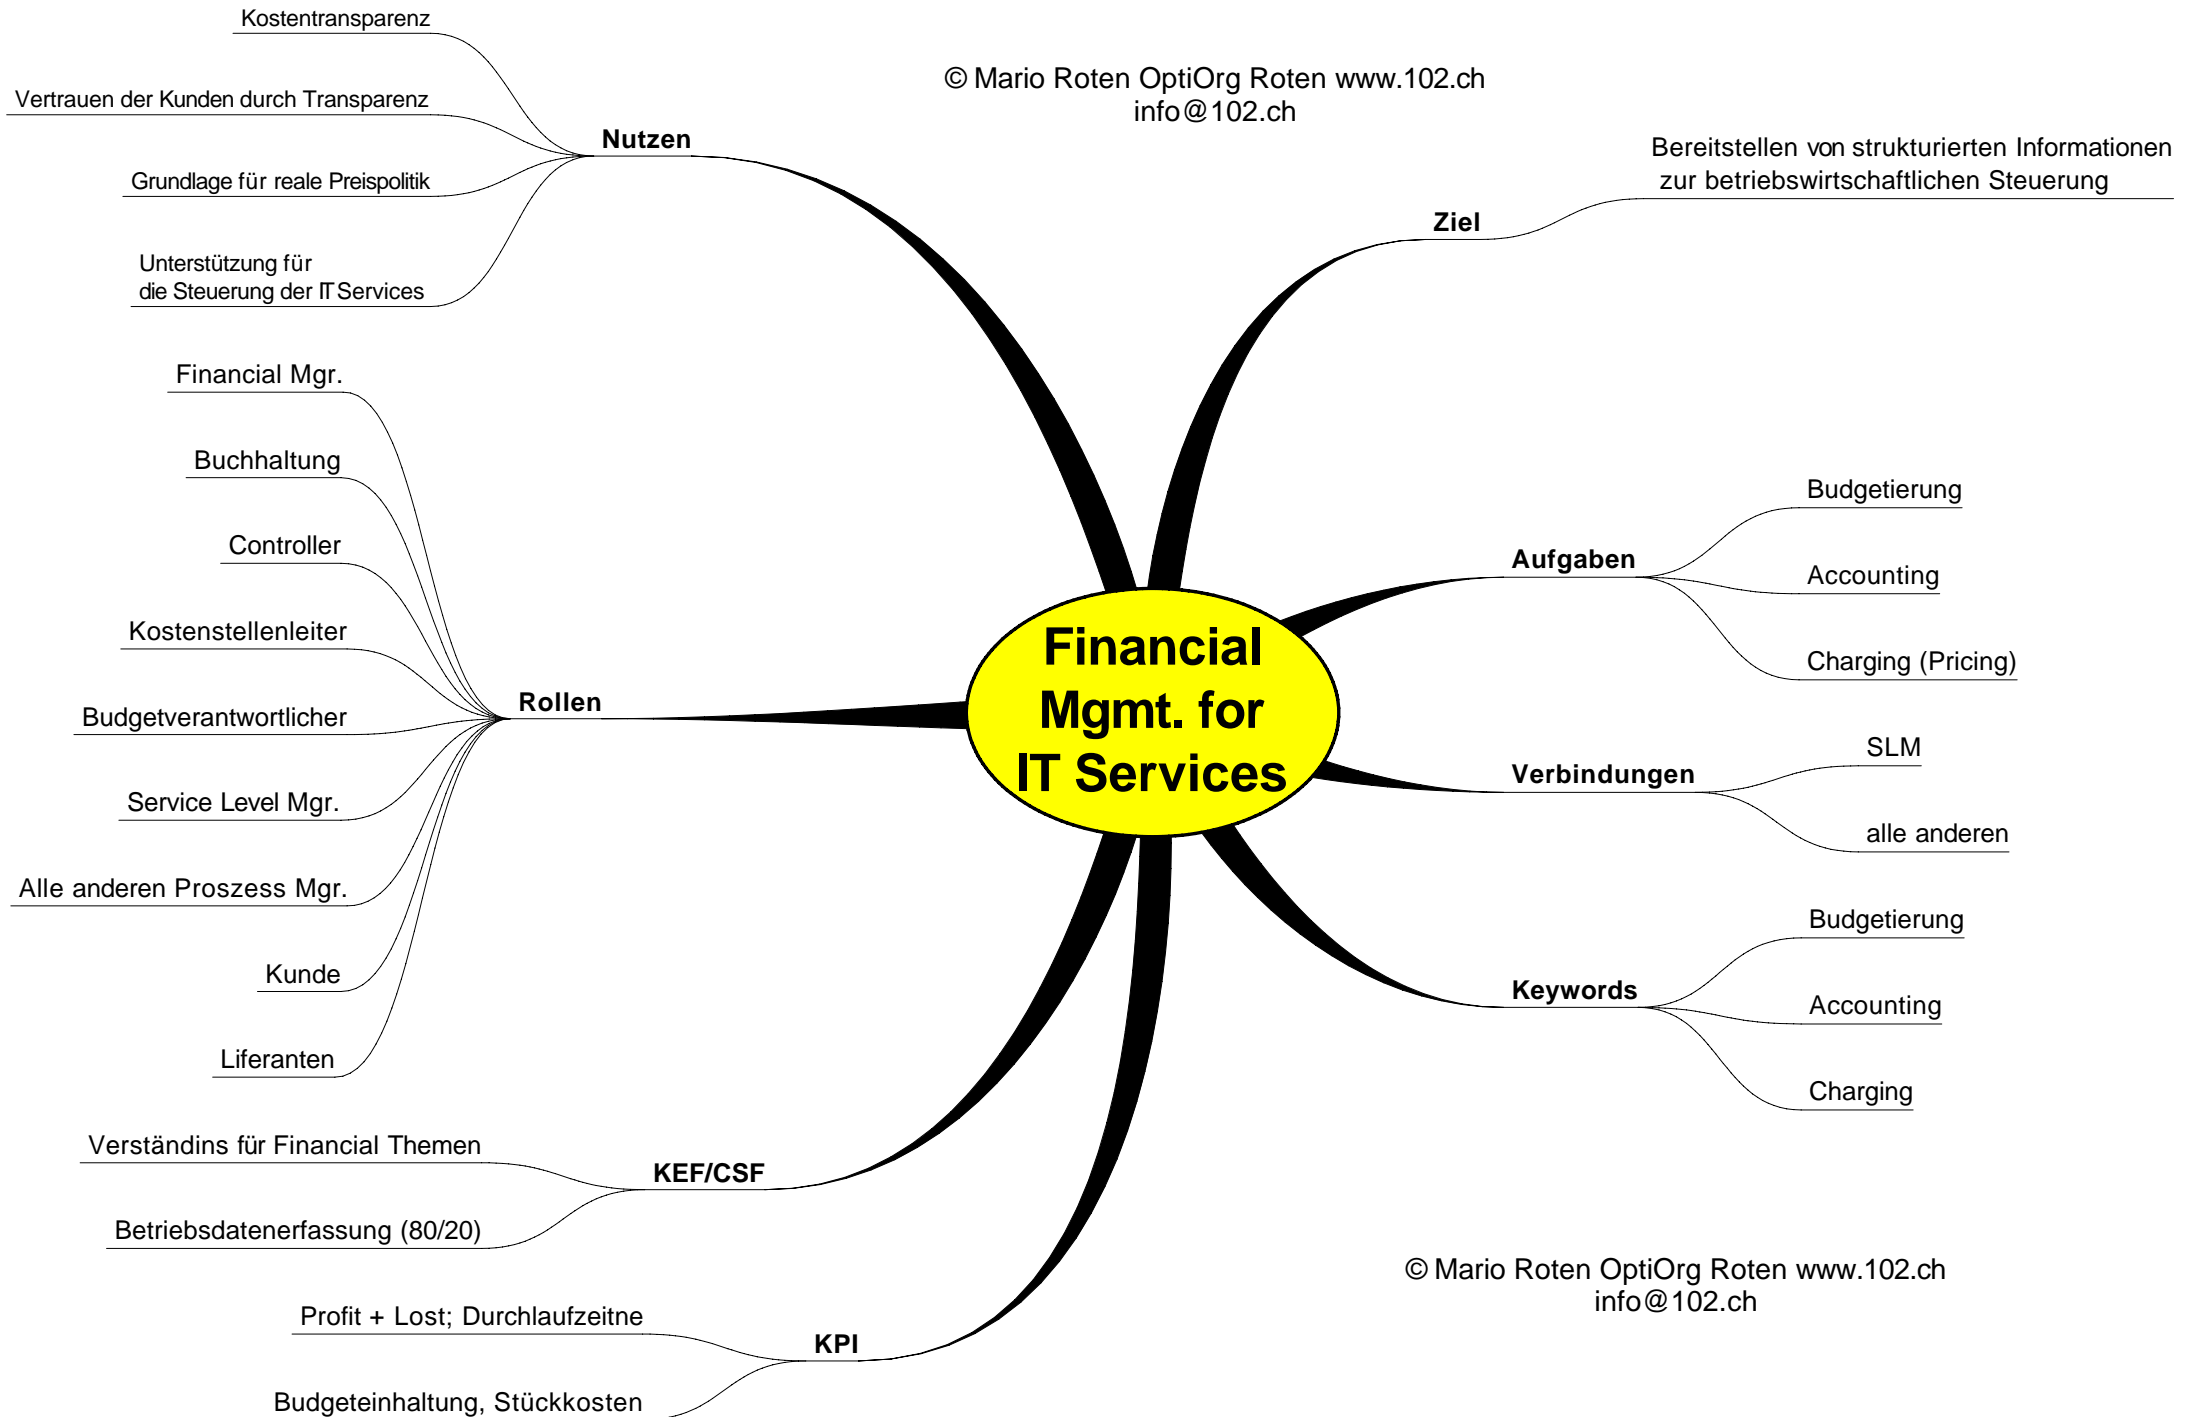 Kostentransparenz
Vertrauen der Kunden durch Transparenz
Nutzen
Grundlage für reale Preispolitik
Unterstützung für
die Steuerung der IT Services
© Mario Roten OptiOrg Roten www.102.ch
info@102.ch
Bereitstellen von strukturierten Informationen
zur betriebswirtschaftlichen Steuerung
Ziel
Financial Mgr.
Buchhaltung
Controller
Kostenstellenleiter
Rollen
Budgetverantwortlicher
Service Level Mgr.
Alle anderen Proszess Mgr.
Kunde
Liferanten
Financial
Mgmt. for
IT Services
Budgetierung
Aufgaben
Accounting
Charging (Pricing)
SLM
Verbindungen
alle anderen
Budgetierung
Keywords
Accounting
Charging
Verständins für Financial Themen
KEF/CSF
Betriebsdatenerfassung (80/20)
Profit + Lost; Durchlaufzeitne
KPI
Budgeteinhaltung, Stückkosten
© Mario Roten OptiOrg Roten www.102.ch
info@102.ch